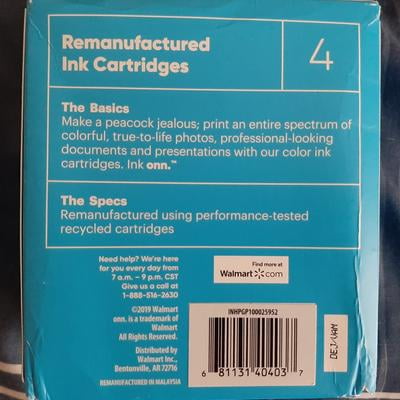 Remanufactured
Ink Cartridges
4
The Basics
Make a peacock jealous; print an entire spectrum of
colorful, true-to-life photos, professional-looking
documents and presentations with our color ink
cartridges. Ink onn.™
The Specs
Remanufactured using performance-tested
recycled cartridges
Need help? We're here
for you every day from
7 a.m. – 9 p.m. CST
Give us a call at
1-888-516-2630
Find more at
Walmart.com
©2019 Walmart
onn. is a trademark of
Walmart
All Rights Reserved.
Distributed by
Walmart Inc.,
Bentonville, AR 72716
REMANUFACTURED IN MALAYSIA
INHPGP100025952
6 81131 40403 7